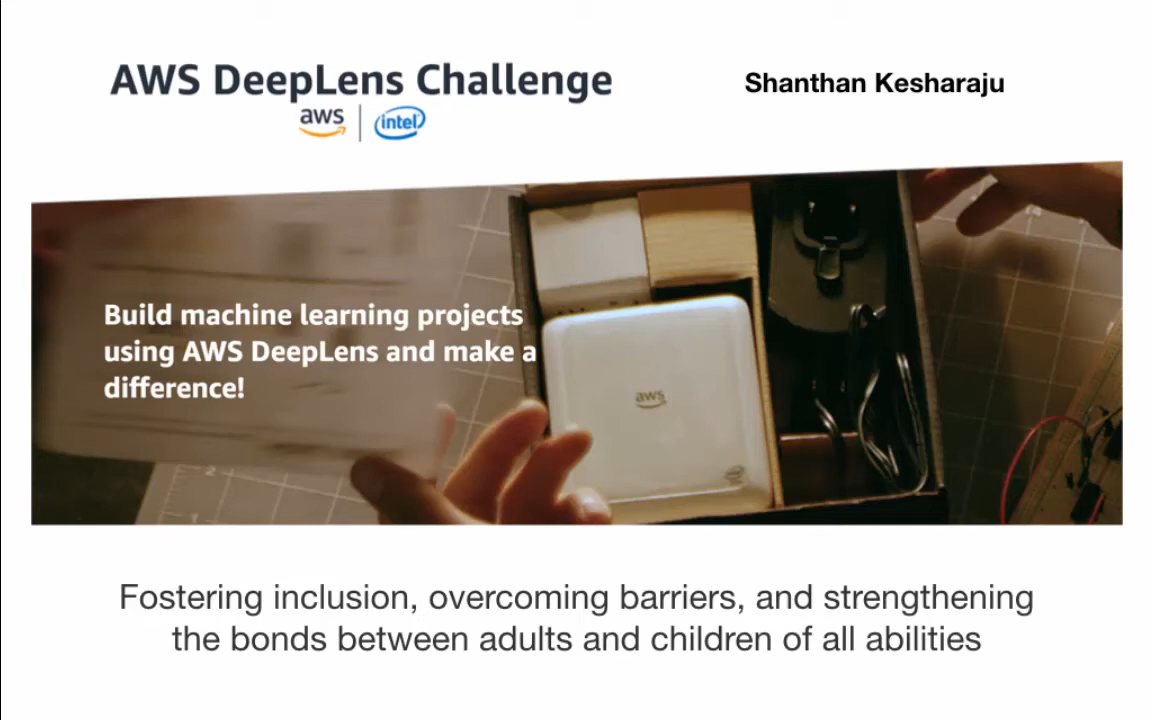 AWS DeepLens Challenge
Shanthan Kesharaju
aws
intel
Build machine learning projects
using AWS DeepLens and make a
difference!
aws
Fostering inclusion, overcoming barriers, and strengthening
the bonds between adults and children of all abilities